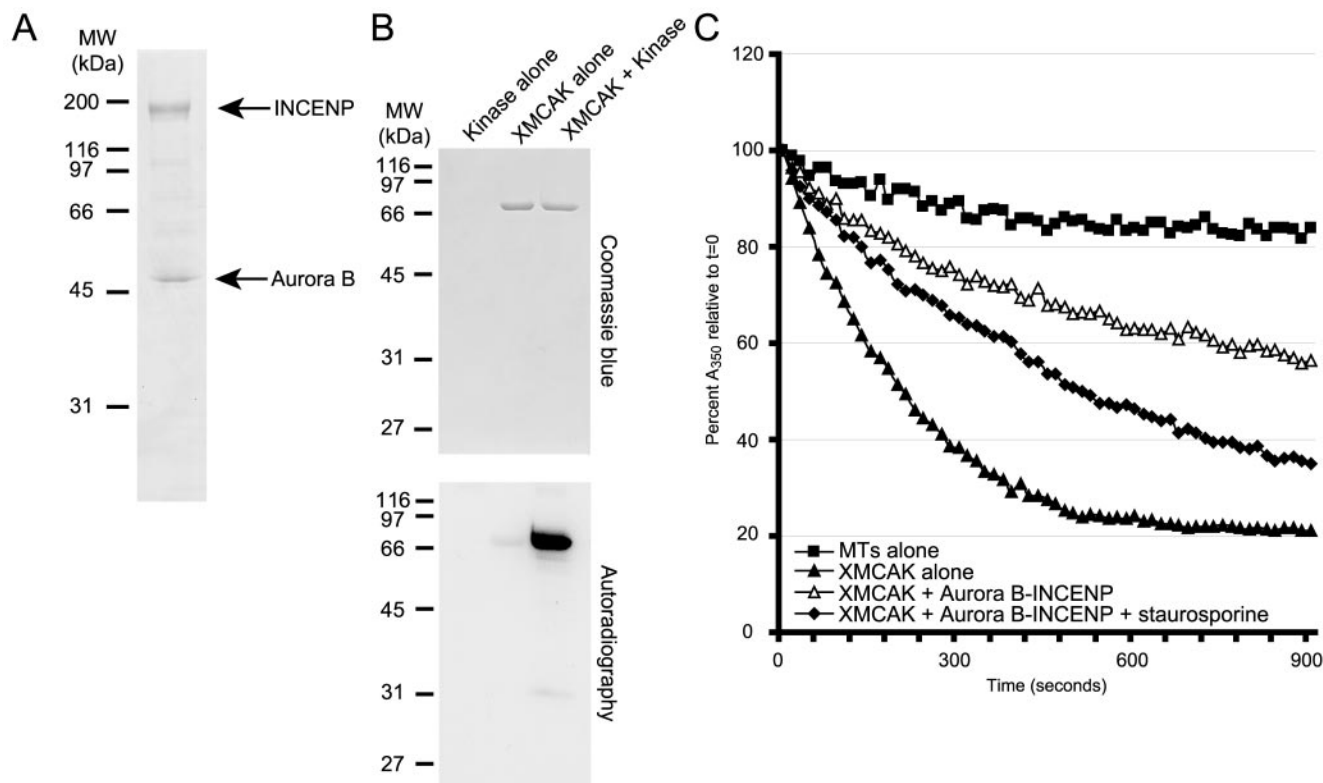 A
MW
(kDa)
200
116
97
66
45
31
INCENP
Aurora B
B
Kinase alone
XMCAK alone
XMCAK + Kinase
MW
(kDa)
116
97
66
45
31
27
Coomassie blue
116
97
66
45
31
27
Autoradiography
C
120
100
80
60
40
20
0
Percent A350 relative to t=0
MTs alone
XMCAK alone
XMCAK + Aurora B-INCENP
XMCAK + Aurora B-INCENP + staurosporine
0 300 600 900
Time (seconds)